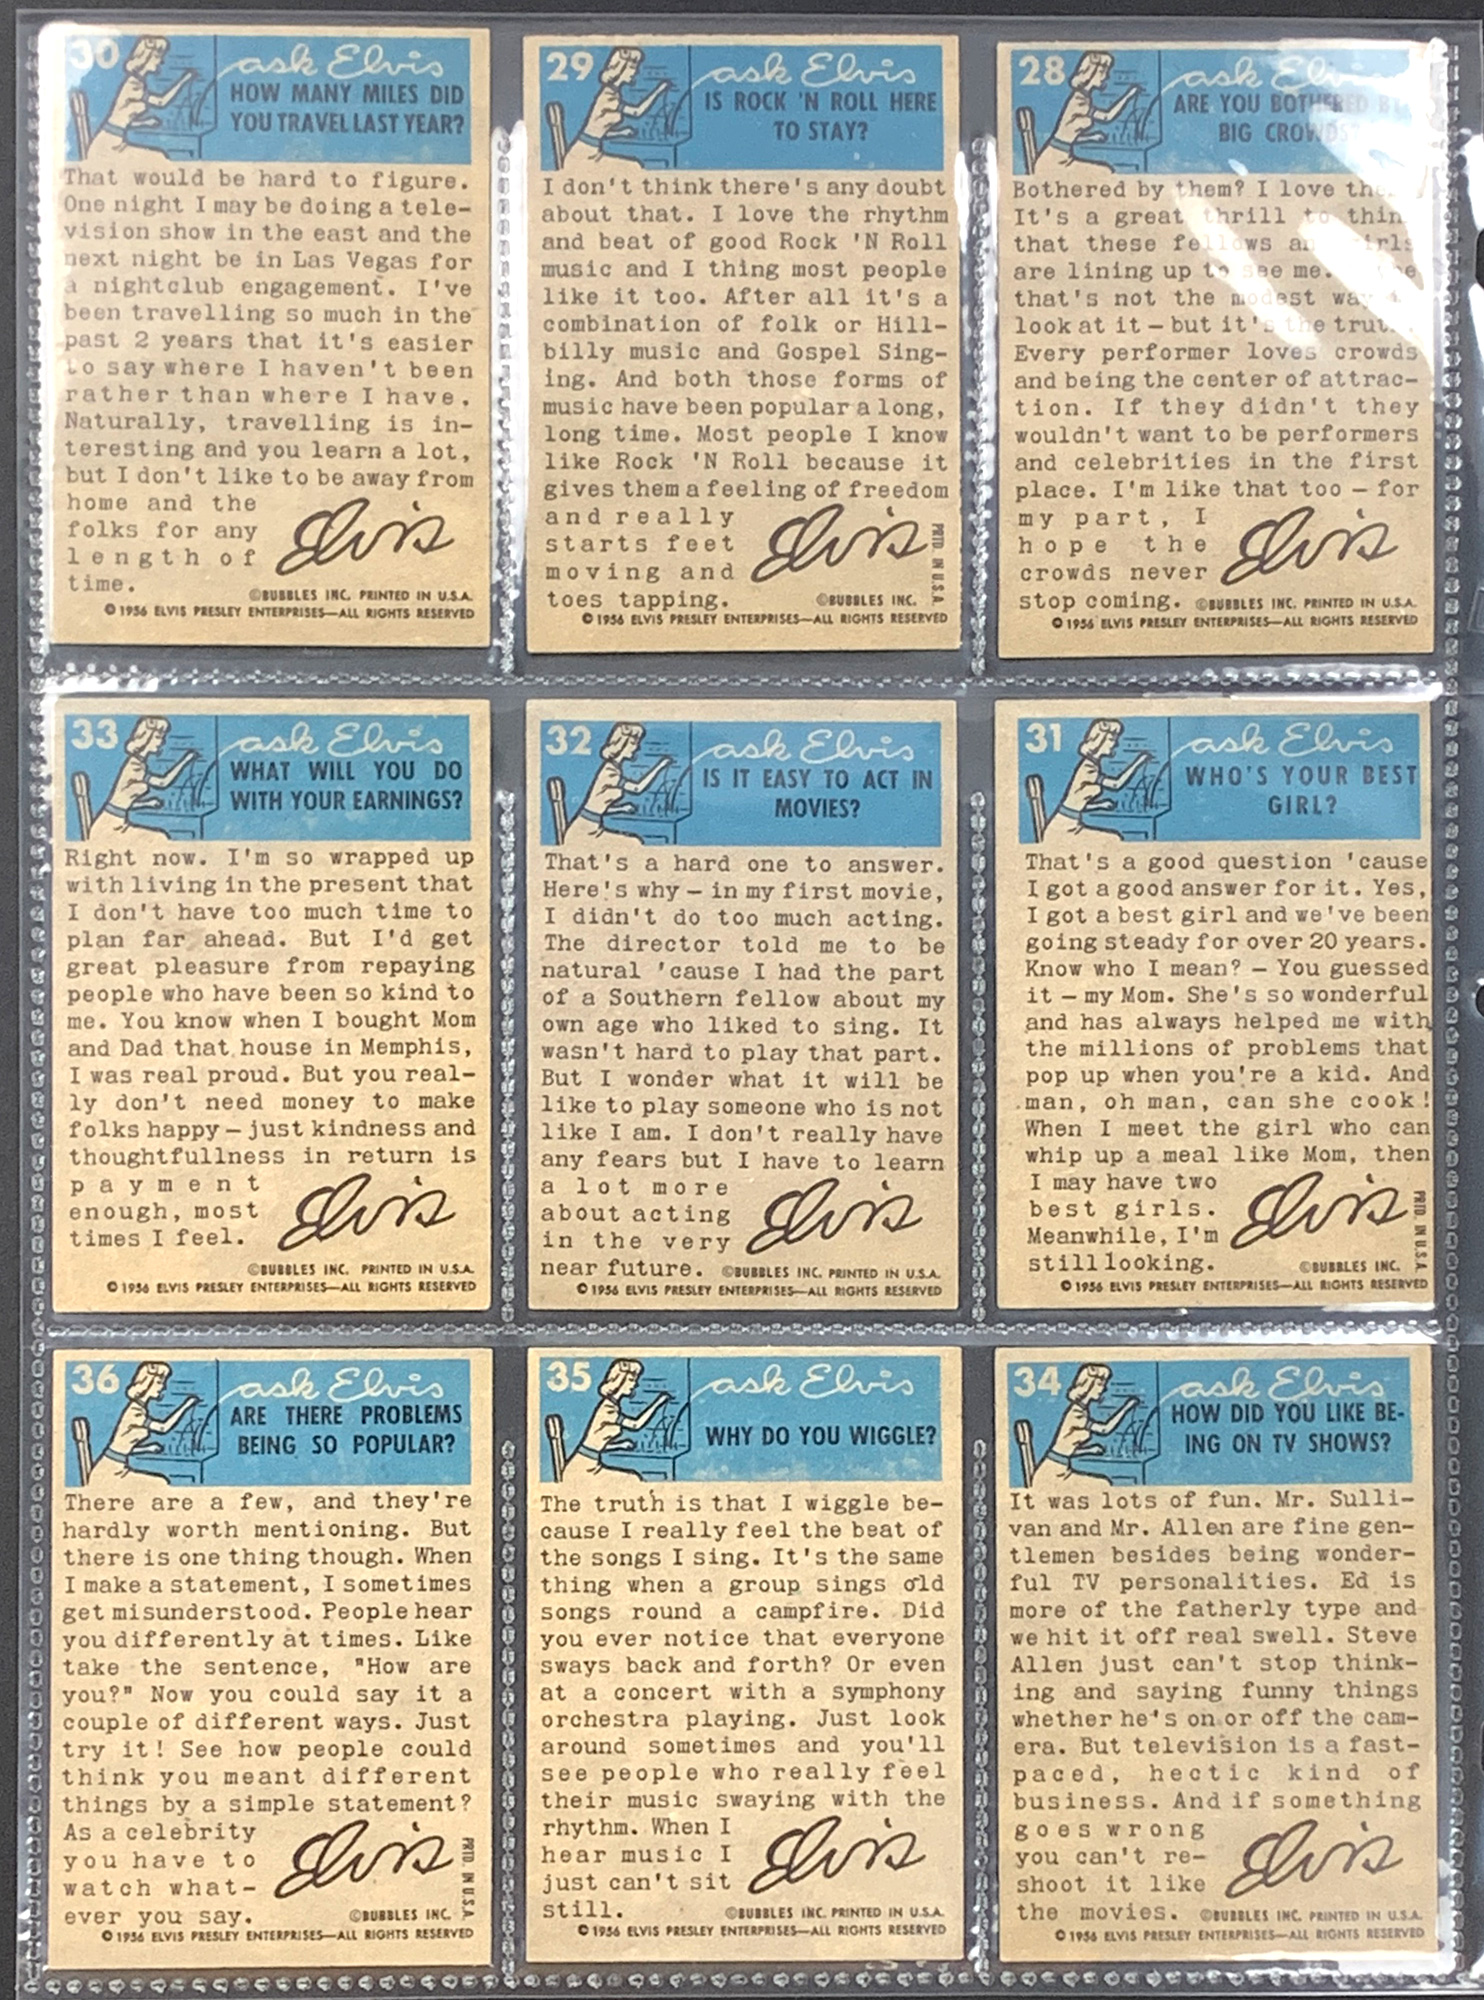 30
ask Elvis
HOW MANY MILES DID
YOU TRAVEL LAST YEAR?
That would be hard to figure.
One night I may be doing a tele-
vision show in the east and the
next night be in Las Vegas for
a nightclub engagement. I've
been travelling so much in the
past 2 years that it's easier
to say where I haven't been
rather than where I have.
Naturally, travelling is in-
teresting and you learn a lot,
but I don't like to be away from
home and the
folks for any
length of
time.
Elvis
©BUBBLES INC. PRINTED IN U.S.A.
© 1956 ELVIS PRESLEY ENTERPRISES—ALL RIGHTS RESERVED
29
ask Elvis
IS ROCK 'N ROLL HERE
TO STAY?
I don't think there's any doubt
about that. I love the rhythm
and beat of good Rock 'N Roll
music and I thing most people
like it too. After all it's a
combination of folk or Hill-
billy music and Gospel Sing-
ing. And both those forms of
music have been popular a long,
long time. Most people I know
like Rock 'N Roll because it
gives them a feeling of freedom
and really
starts feet
moving and
toes tapping.
Elvis
©BUBBLES INC.
PRTD. IN U.S.A.
© 1956 ELVIS PRESLEY ENTERPRISES—ALL RIGHTS RESERVED
28
ask Elvis
ARE YOU BOTHERED BY
BIG CROWDS
Bothered by them? I love
It's a great thrill to
that these fellows
are lining up to see me.
that's not the modest way
look at it — but it's the
Every performer loves crowds
and being the center of attrac-
tion. If they didn't they
wouldn't want to be performers
and celebrities in the first
place. I'm like that too — for
my part, I
hope the
crowds never
stop coming.
Elvis
©BUBBLES INC. PRINTED IN U.S.A.
© 1956 ELVIS PRESLEY ENTERPRISES—ALL RIGHTS RESERVED
33
ask Elvis
WHAT WILL YOU DO
WITH YOUR EARNINGS?
Right now. I'm so wrapped up
with living in the present that
I don't have too much time to
plan far ahead. But I'd get
great pleasure from repaying
people who have been so kind to
me. You know when I bought Mom
and Dad that house in Memphis,
I was real proud. But you real-
ly don't need money to make
folks happy — just kindness and
thoughtfullness in return is
payment
enough, most
times I feel.
Elvis
©BUBBLES INC. PRINTED IN U.S.A.
© 1956 ELVIS PRESLEY ENTERPRISES—ALL RIGHTS RESERVED
32
ask Elvis
IS IT EASY TO ACT IN
MOVIES?
That's a hard one to answer.
Here's why — in my first movie,
I didn't do too much acting.
The director told me to be
natural 'cause I had the part
of a Southern fellow about my
own age who liked to sing. It
wasn't hard to play that part.
But I wonder what it will be
like to play someone who is not
like I am. I don't really have
any fears but I have to learn
a lot more
about acting
in the very
near future.
Elvis
©BUBBLES INC. PRINTED IN U.S.A.
© 1956 ELVIS PRESLEY ENTERPRISES—ALL RIGHTS RESERVED
31
ask Elvis
WHO'S YOUR BEST
GIRL?
That's a good question 'cause
I got a good answer for it. Yes,
I got a best girl and we've been
going steady for over 20 years.
Know who I mean? — You guessed
it — my Mom. She's so wonderful
and has always helped me with
the millions of problems that
pop up when you're a kid. And
man, oh man, can she cook!
When I meet the girl who can
whip up a meal like Mom, then
I may have two
best girls.
Meanwhile, I'm
still looking.
Elvis
©BUBBLES INC.
PRTD. IN U.S.A.
© 1956 ELVIS PRESLEY ENTERPRISES—ALL RIGHTS RESERVED
36
ask Elvis
ARE THERE PROBLEMS
BEING SO POPULAR?
There are a few, and they're
hardly worth mentioning. But
there is one thing though. When
I make a statement, I sometimes
get misunderstood. People hear
you differently at times. Like
take the sentence, "How are
you?" Now you could say it a
couple of different ways. Just
try it! See how people could
think you meant different
things by a simple statement?
As a celebrity
you have to
watch what-
ever you say.
Elvis
©BUBBLES INC.
PRTD. IN U.S.A.
© 1956 ELVIS PRESLEY ENTERPRISES—ALL RIGHTS RESERVED
35
ask Elvis
WHY DO YOU WIGGLE?
The truth is that I wiggle be-
cause I really feel the beat of
the songs I sing. It's the same
thing when a group sings old
songs round a campfire. Did
you ever notice that everyone
sways back and forth? Or even
at a concert with a symphony
orchestra playing. Just look
around sometimes and you'll
see people who really feel
their music swaying with the
rhythm. When I
hear music I
just can't sit
still.
Elvis
©BUBBLES INC. PRINTED IN U.S.A.
© 1956 ELVIS PRESLEY ENTERPRISES—ALL RIGHTS RESERVED
34
ask Elvis
HOW DID YOU LIKE BE-
ING ON TV SHOWS?
It was lots of fun. Mr. Sulli-
van and Mr. Allen are fine gen-
tlemen besides being wonder-
ful TV personalities. Ed is
more of the fatherly type and
we hit it off real swell. Steve
Allen just can't stop think-
ing and saying funny things
whether he's on or off the cam-
era. But television is a fast-
paced, hectic kind of
business. And if something
goes wrong
you can't re-
shoot it like
the movies.
Elvis
©BUBBLES INC. PRINTED IN U.S.A.
© 1956 ELVIS PRESLEY ENTERPRISES—ALL RIGHTS RESERVED